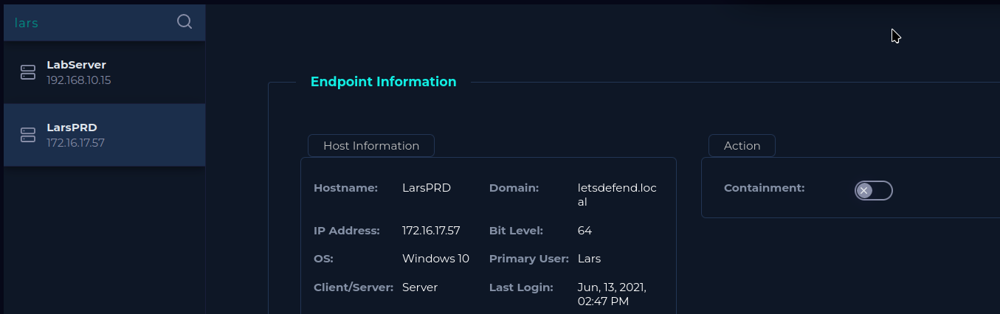 lars
LabServer
192.168.10.15
LarsPRD
172.16.17.57
Endpoint Information
Host Information
Hostname: LarsPRD Domain: letsdefend.loc
al
IP Address: 172.16.17.57 Bit Level: 64
OS: Windows 10 Primary User: Lars
Client/Server: Server Last Login: Jun, 13, 2021,
02:47 PM
Action
Containment: